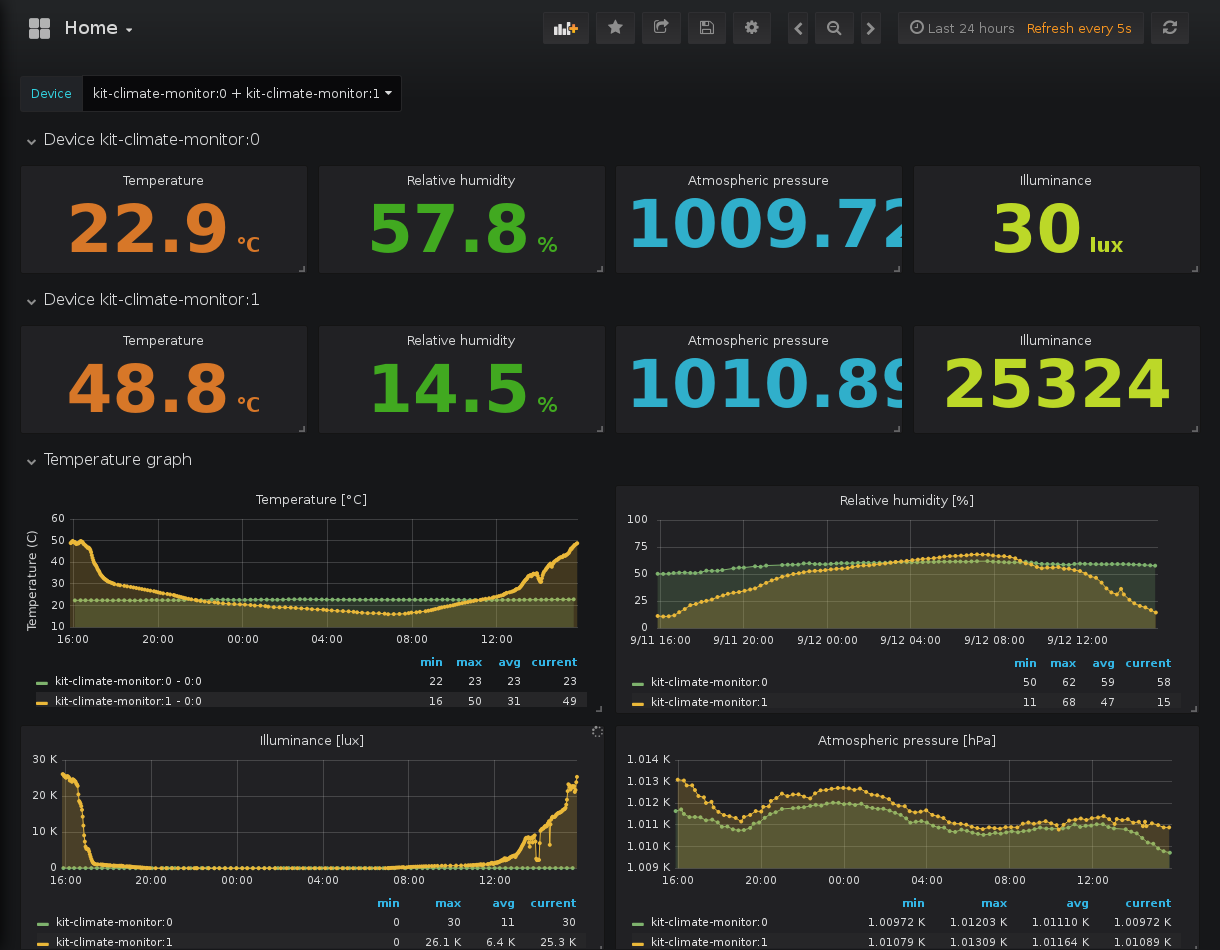 Home
Last 24 hours Refresh every 5s
Device kit-climate-monitor:0 + kit-climate-monitor:1
Device kit-climate-monitor:0
Temperature Relative humidity Atmospheric pressure Illuminance
22.9 °C 57.8 % 1009.72 30 lux
Device kit-climate-monitor:1
Temperature Relative humidity Atmospheric pressure Illuminance
48.8 °C 14.5 % 1010.89 25324
Temperature graph
Temperature [°C]
Temperature (C)
60
50
40
30
20
10
16:00 20:00 00:00 04:00 08:00 12:00
min max avg current
kit-climate-monitor:0 - 0:0 22 23 23 23
kit-climate-monitor:1 - 0:0 16 50 31 49
Relative humidity [%]
100
75
50
25
0
9/11 16:00 9/11 20:00 9/12 00:00 9/12 04:00 9/12 08:00 9/12 12:00
min max avg current
kit-climate-monitor:0 50 62 59 58
kit-climate-monitor:1 11 68 47 15
Illuminance [lux]
30 K
20 K
10 K
0
16:00 20:00 00:00 04:00 08:00 12:00
min max avg current
kit-climate-monitor:0 0 30 11 30
kit-climate-monitor:1 0 26.1 K 6.4 K 25.3 K
Atmospheric pressure [hPa]
1.014 K
1.013 K
1.012 K
1.011 K
1.010 K
1.009 K
16:00 20:00 00:00 04:00 08:00 12:00
min max avg current
kit-climate-monitor:0 1.00972 K 1.01203 K 1.01110 K 1.00972 K
kit-climate-monitor:1 1.01079 K 1.01309 K 1.01164 K 1.01089 K